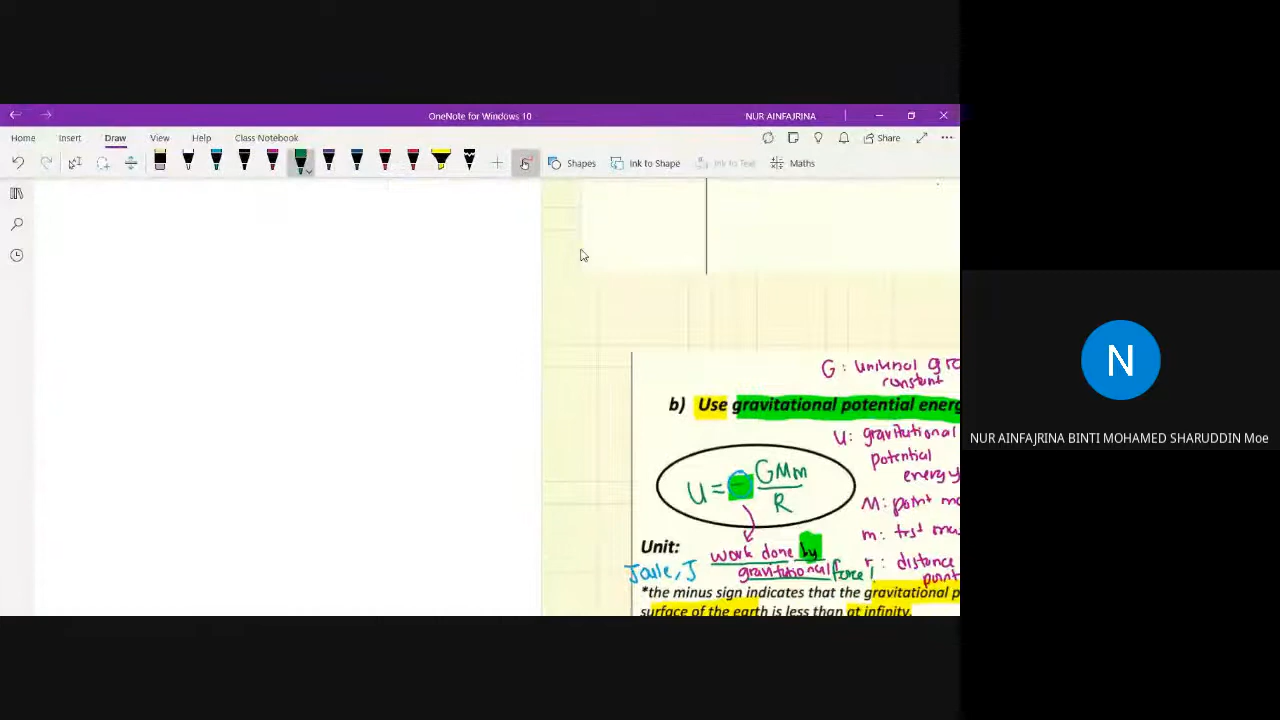 OneNote for Windows 10
NUR AINFAJRINA
Home Insert Draw View Help Class Notebook
Share
Shapes Ink to Shape Ink to Text Maths
G: universal gra
constant
b) Use gravitational potential energ
U: gravitational
potential
energy
U = - GMm
R
M: point ma
m: test mas
r: distance
point
Unit:
Joule, J
work done by
gravitational force!
*the minus sign indicates that the gravitational p
surface of the earth is less than at infinity.
N
NUR AINFAJRINA BINTI MOHAMED SHARUDDIN Moe